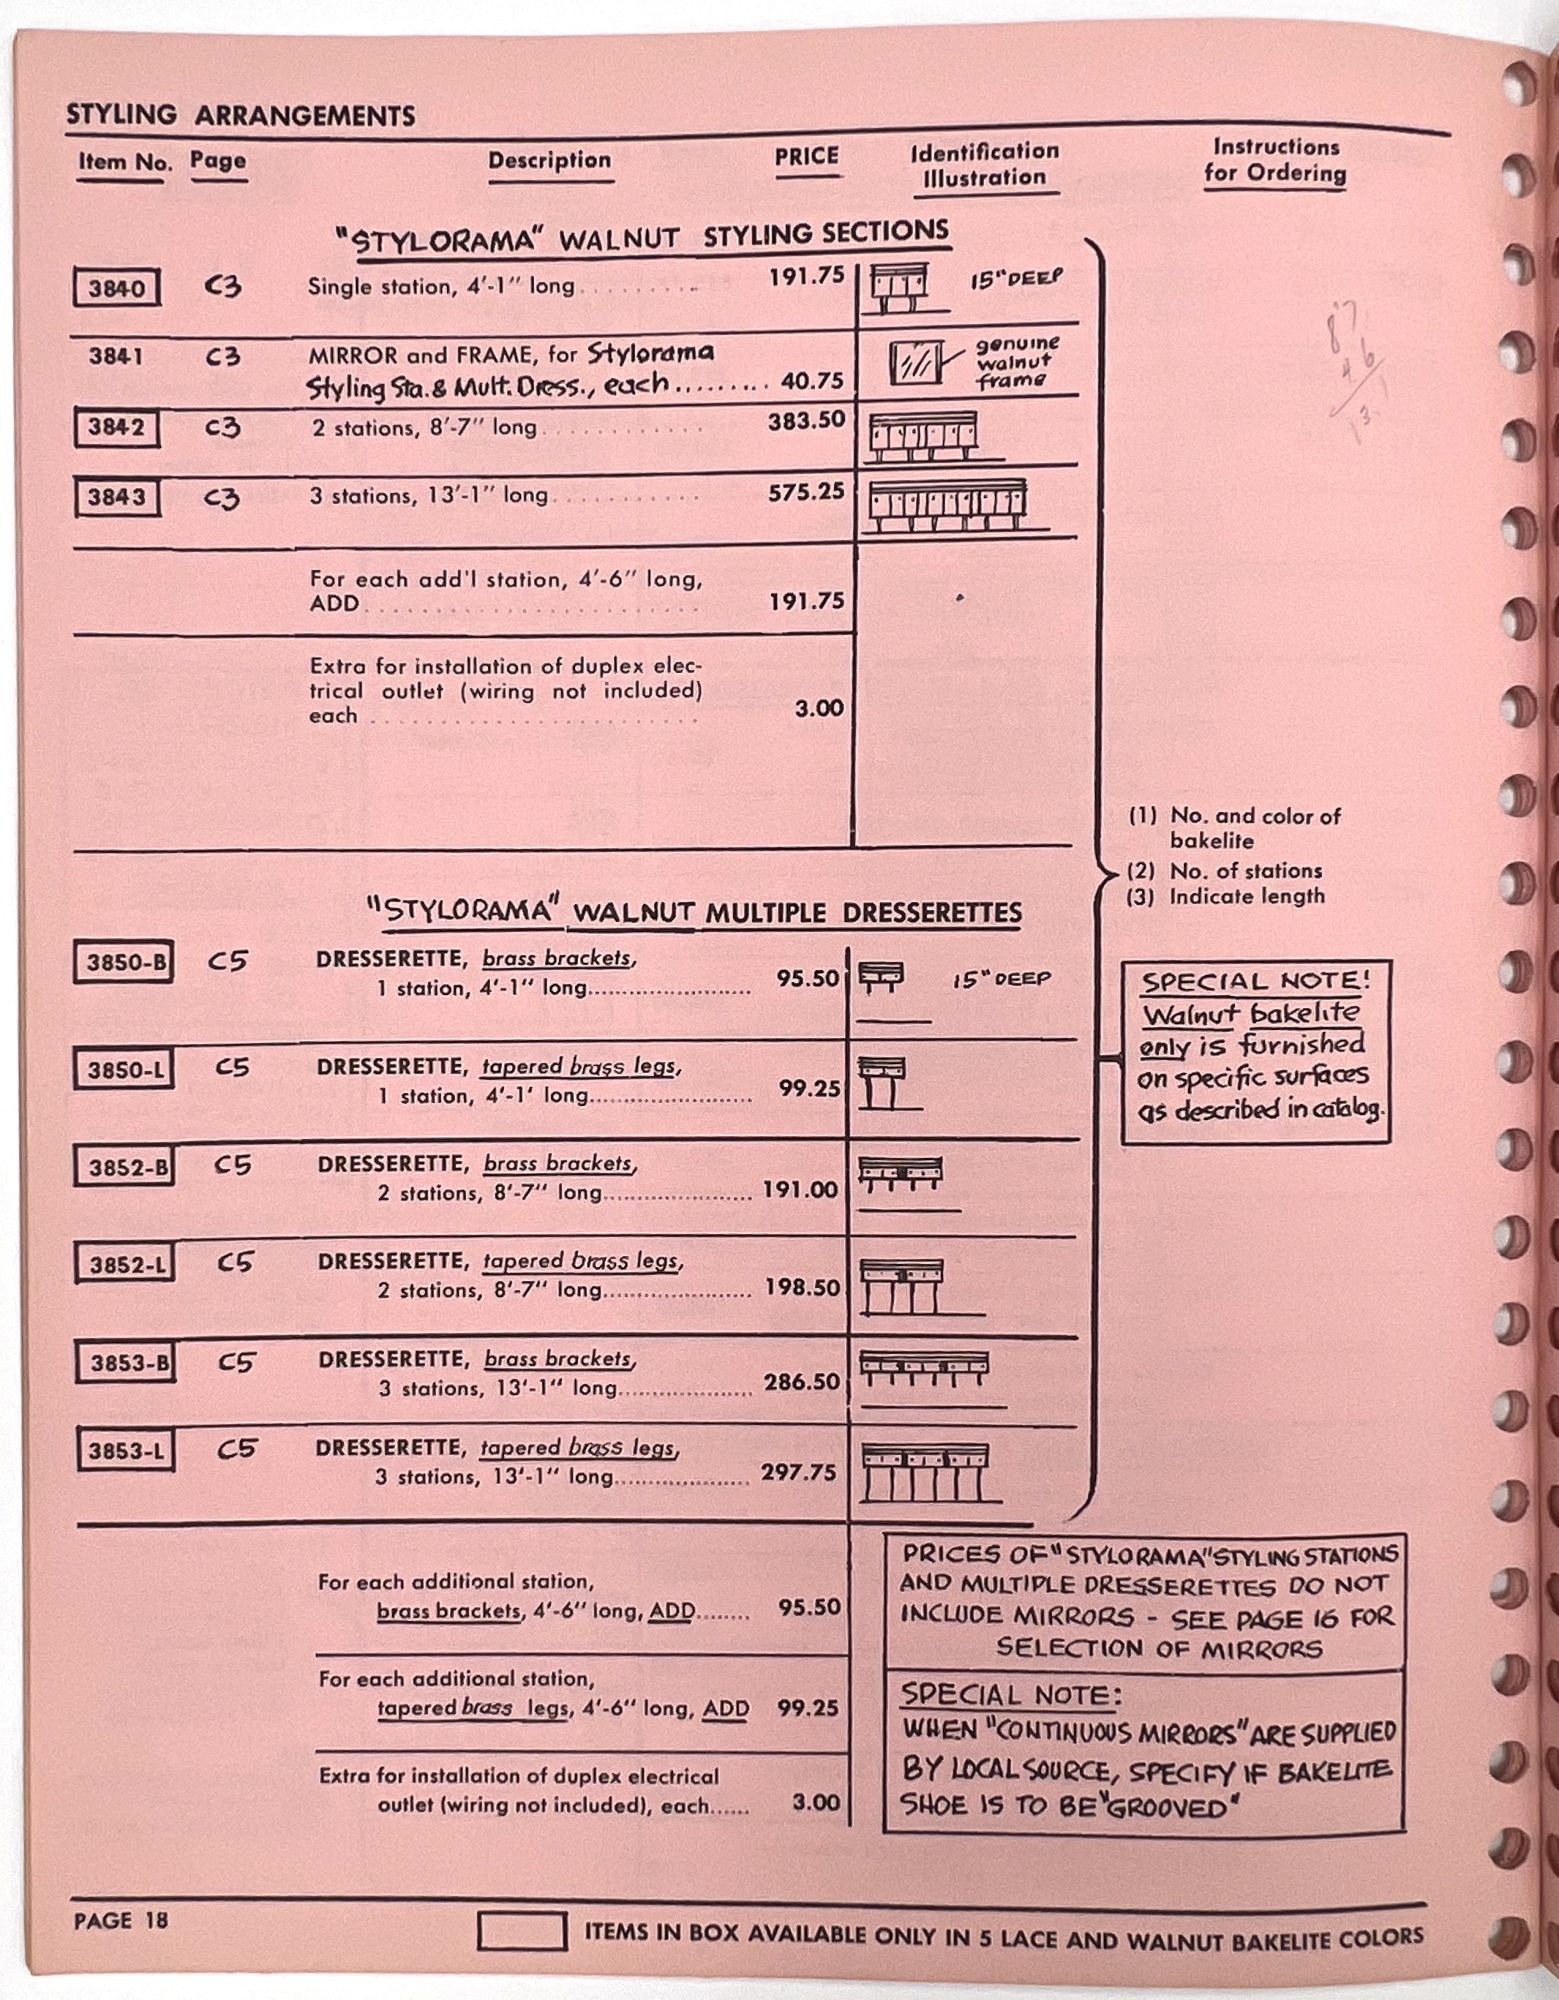 STYLING ARRANGEMENTS
Item No. Page Description PRICE Identification Illustration Instructions for Ordering
"STYLORAMA" WALNUT STYLING SECTIONS
3840 C3 Single station, 4'-1" long.......... 191.75 15" DEEP
3841 C3 MIRROR and FRAME, for Stylorama
Styling Sta. & Mult. Dress., each......... 40.75
genuine
walnut
frame
3842 C3 2 stations, 8'-7" long............ 383.50
3843 C3 3 stations, 13'-1" long........... 575.25
For each add'l station, 4'-6" long,
ADD........................ 191.75
Extra for installation of duplex elec-
trical outlet (wiring not included)
each........................ 3.00
(1) No. and color of
bakelite
(2) No. of stations
(3) Indicate length
"STYLORAMA" WALNUT MULTIPLE DRESSERETTES
3850-B C5 DRESSERETTE, brass brackets,
1 station, 4'-1" long........................ 95.50 15" DEEP
3850-L C5 DRESSERETTE, tapered brass legs,
1 station, 4'-1' long........................ 99.25
3852-B C5 DRESSERETTE, brass brackets,
2 stations, 8'-7" long...................... 191.00
3852-L C5 DRESSERETTE, tapered brass legs,
2 stations, 8'-7" long...................... 198.50
3853-B C5 DRESSERETTE, brass brackets,
3 stations, 13'-1" long.................... 286.50
3853-L C5 DRESSERETTE, tapered brass legs,
3 stations, 13'-1" long.................... 297.75
SPECIAL NOTE!
Walnut bakelite
only is furnished
on specific surfaces
as described in catalog.
For each additional station,
brass brackets, 4'-6" long, ADD........ 95.50
For each additional station,
tapered brass legs, 4'-6" long, ADD 99.25
Extra for installation of duplex electrical
outlet (wiring not included), each...... 3.00
PRICES OF "STYLORAMA" STYLING STATIONS
AND MULTIPLE DRESSERETTES DO NOT
INCLUDE MIRRORS - SEE PAGE 16 FOR
SELECTION OF MIRRORS
SPECIAL NOTE:
WHEN "CONTINUOUS MIRRORS" ARE SUPPLIED
BY LOCAL SOURCE, SPECIFY IF BAKELITE
SHOE IS TO BE "GROOVED"
PAGE 18 ITEMS IN BOX AVAILABLE ONLY IN 5 LACE AND WALNUT BAKELITE COLORS